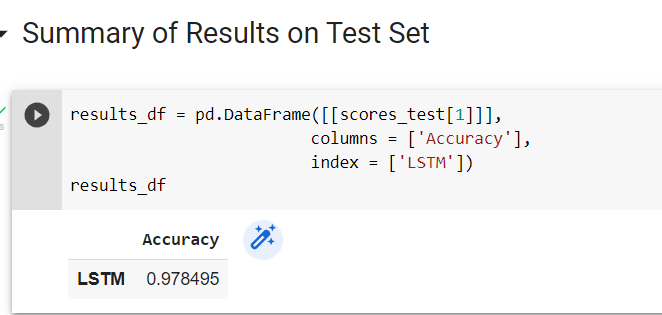 Summary of Results on Test Set
results_df = pd.DataFrame([[scores_test[1]]],
columns = ['Accuracy'],
index = ['LSTM'])
results_df
Accuracy
LSTM 0.978495